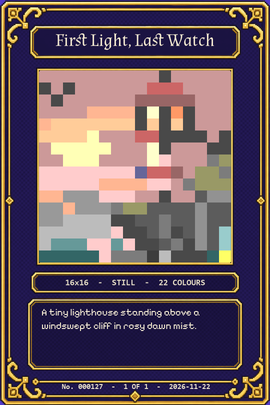 First Light, Last Watch
16x16 - STILL - 22 COLOURS
A tiny lighthouse standing above a
windswept cliff in rosy dawn mist.
No. 000127 - 1 OF 1 - 2026-11-22